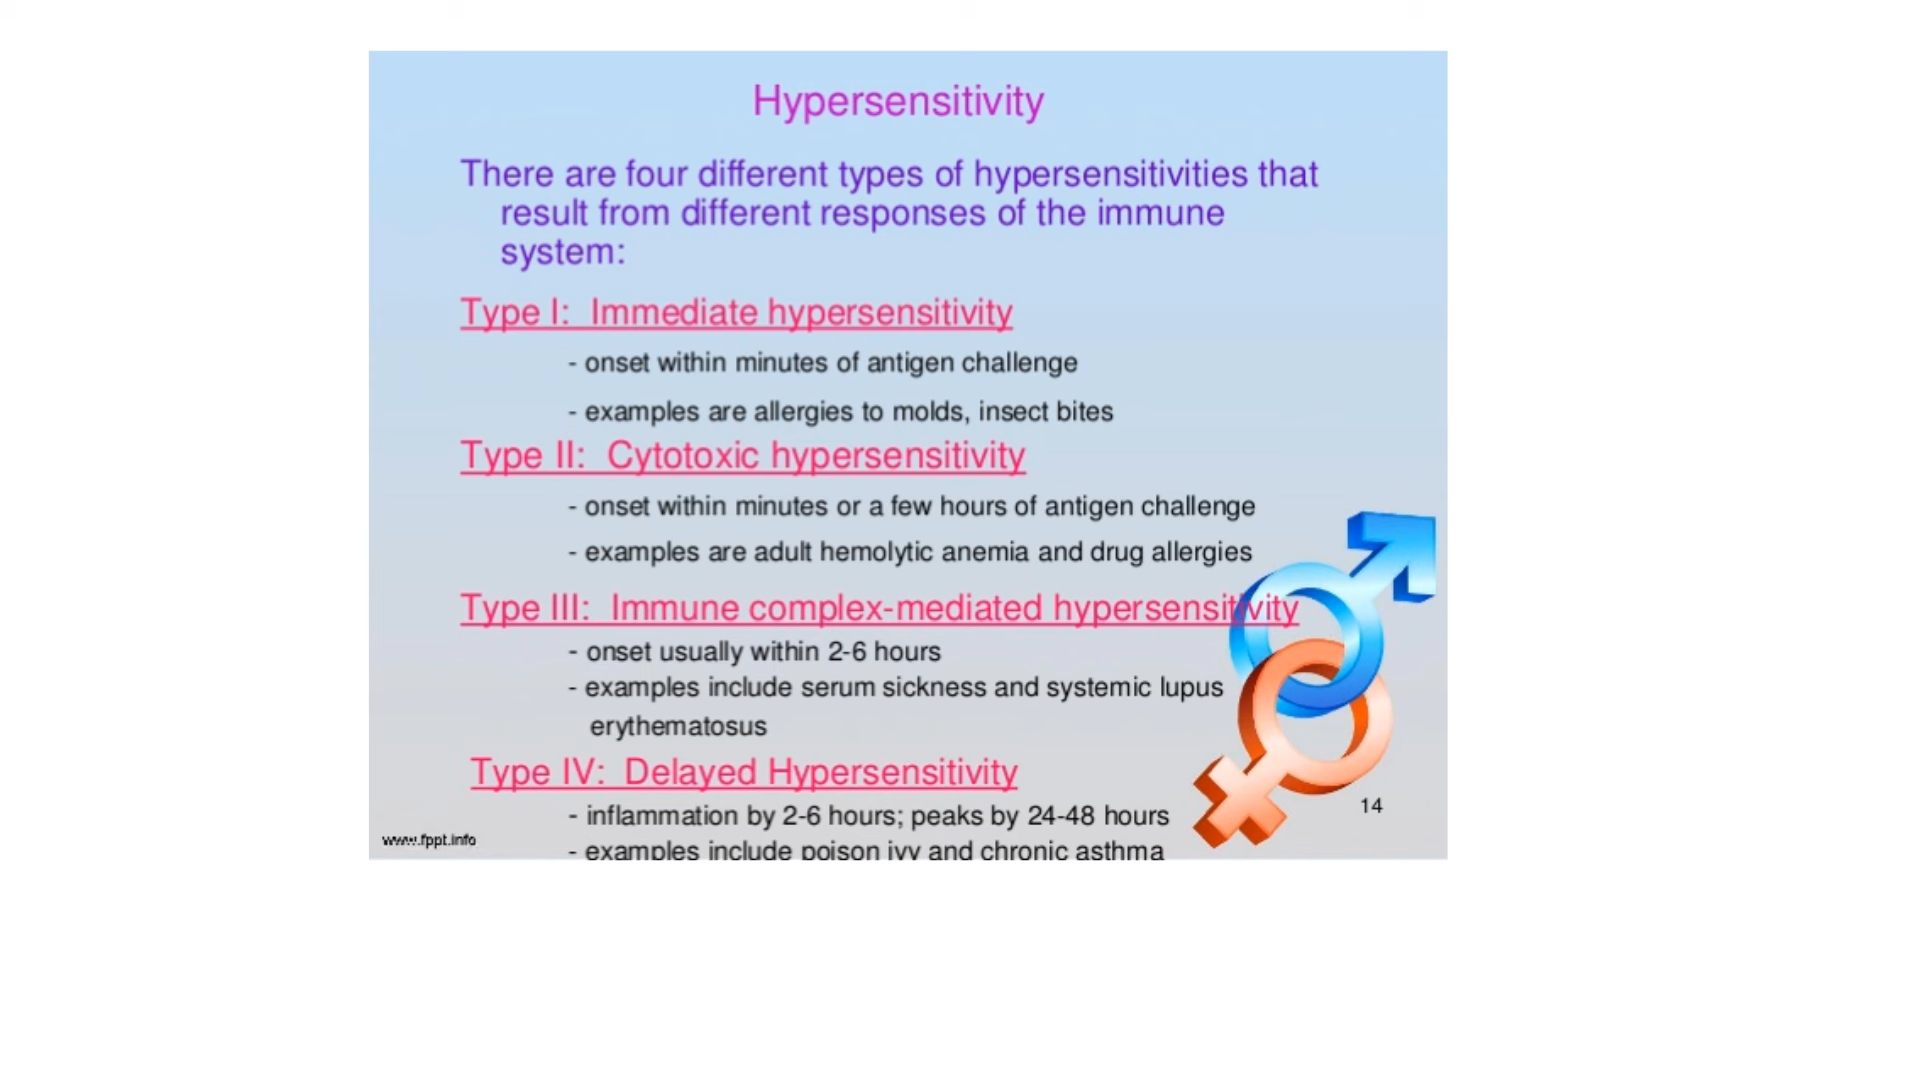 Hypersensitivity
There are four different types of hypersensitivities that
result from different responses of the immune
system:
Type I:  Immediate hypersensitivity
- onset within minutes of antigen challenge
- examples are allergies to molds, insect bites
Type II:  Cytotoxic hypersensitivity
- onset within minutes or a few hours of antigen challenge
- examples are adult hemolytic anemia and drug allergies
Type III:  Immune complex-mediated hypersensitivity
- onset usually within 2-6 hours
- examples include serum sickness and systemic lupus
erythematosus
Type IV:  Delayed Hypersensitivity
- inflammation by 2-6 hours; peaks by 24-48 hours
- examples include poison ivy and chronic asthma
14
www.fppt.info